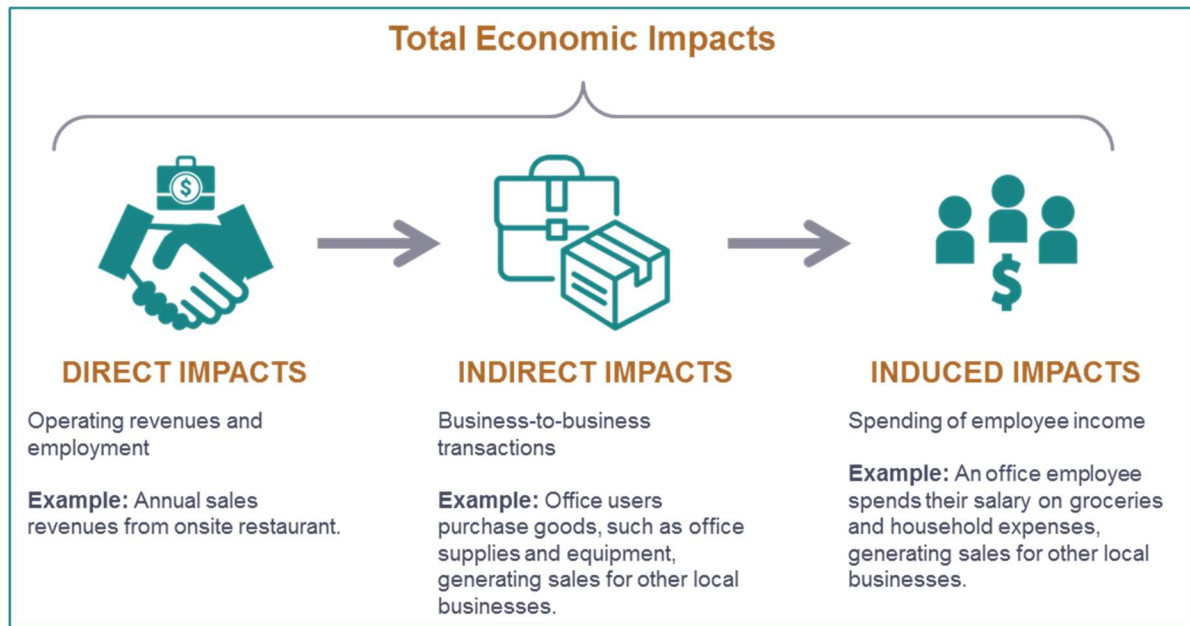 Total Economic Impacts
$
$
DIRECT IMPACTS
Operating revenues and
employment
Example: Annual sales
revenues from onsite restaurant.
INDIRECT IMPACTS
Business-to-business
transactions
Example: Office users
purchase goods, such as office
supplies and equipment,
generating sales for other local
businesses.
INDUCED IMPACTS
Spending of employee income
Example: An office employee
spends their salary on groceries
and household expenses,
generating sales for other local
businesses.